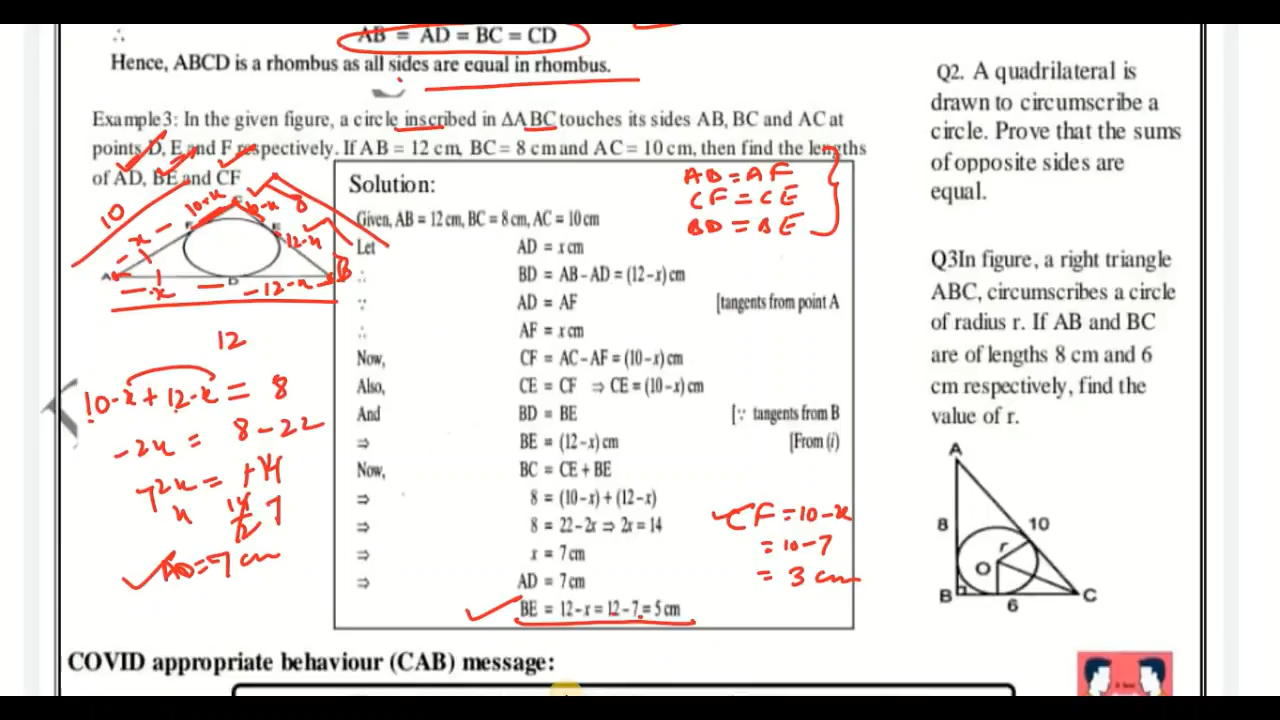 ∴ AB = AD = BC = CD
Hence, ABCD is a rhombus as all sides are equal in rhombus.
Example3: In the given figure, a circle inscribed in ΔABC touches its sides AB, BC and AC at
points D, E and F respectively. If AB = 12 cm, BC = 8 cm and AC = 10 cm, then find the lengths
of AD, BE and CF
10
x
10-x
10-x
8
12-x
A
x
D
12-x
B
E
12
10-x + 12-x = 8
-2x = 8-22
x
7
AD = 7 cm
Solution:
Given, AB = 12 cm, BC = 8 cm, AC = 10 cm
Let AD = x cm
∴ BD = AB – AD = (12–x) cm
∵ AD = AF [tangents from point A
∴ AF = x cm
Now, CF = AC – AF = (10–x) cm
Also, CE = CF ⇒ CE = (10–x) cm
And BD = BE [∵ tangents from B
⇒ BE = (12–x) cm [From (i)
Now, BC = CE + BE
⇒ 8 = (10–x) + (12–x)
⇒ 8 = 22–2x ⇒ 2x = 14
⇒ x = 7 cm
⇒ AD = 7 cm
BE = 12–x = 12–7 = 5 cm
CF = CE
BD = BE
CF = 10-x
= 10-7
= 3 cm
Q2. A quadrilateral is
drawn to circumscribe a
circle. Prove that the sums
of opposite sides are
equal.
Q3In figure, a right triangle
ABC, circumscribes a circle
of radius r. If AB and BC
are of lengths 8 cm and 6
cm respectively, find the
value of r.
A
8
10
r
O
B
6
C
COVID appropriate behaviour (CAB) message: